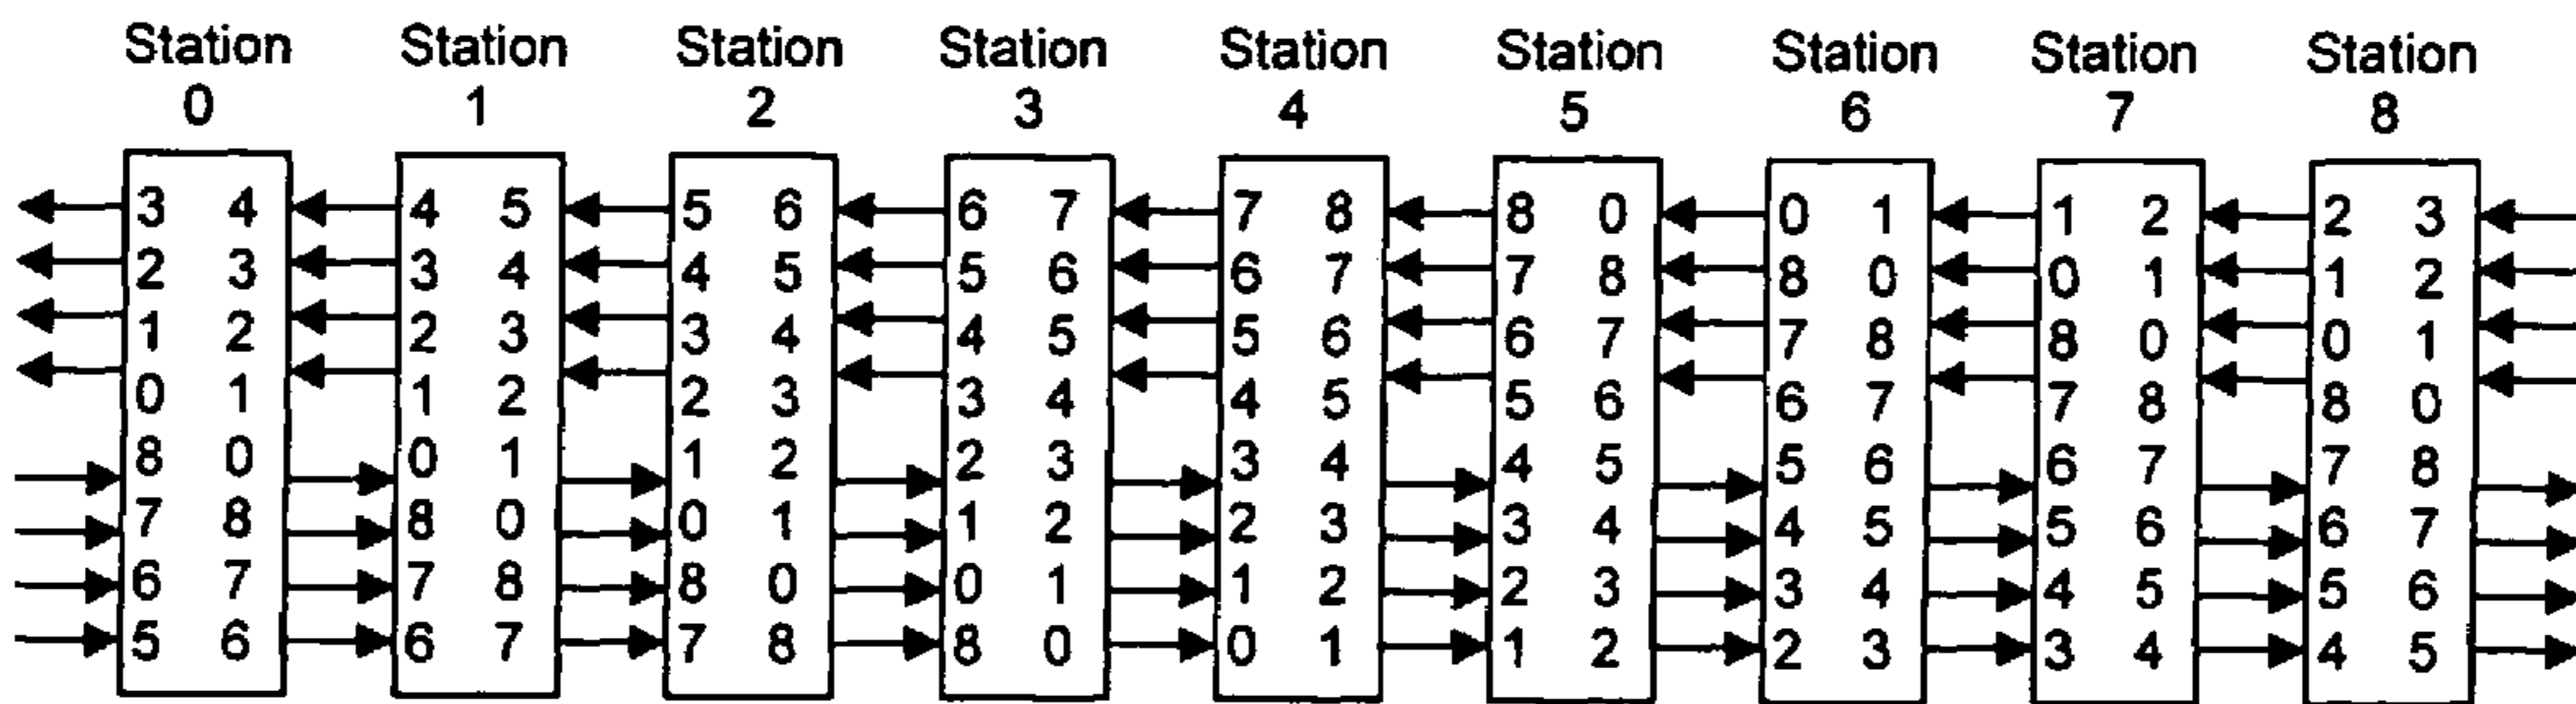 Station Station Station Station Station Station Station Station Station
0 1 2 3 4 5 6 7 8
3 4 4 5 5 6 6 7 7 8 8 0 0 1 1 2 2 3
2 3 3 4 4 5 5 6 6 7 7 8 8 0 0 1 1 2
1 2 2 3 3 4 4 5 5 6 6 7 7 8 8 0 0 1
0 1 1 2 2 3 3 4 4 5 5 6 6 7 7 8 8 0
8 0 0 1 1 2 2 3 3 4 4 5 5 6 6 7 7 8
7 8 8 0 0 1 1 2 2 3 3 4 4 5 5 6 6 7
6 7 7 8 8 0 0 1 1 2 2 3 3 4 4 5 5 6
5 6 6 7 7 8 8 0 0 1 1 2 2 3 3 4 4 5